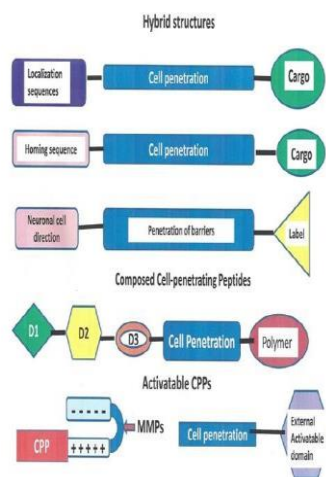 Hybrid structures
Localization
sequences
Cell penetration
Cargo
Homing sequence
Cell penetration
Cargo
Neuronal cell
direction
Penetration of barriers
Label
Composed Cell-penetrating Peptides
D1
D2
D3
Cell Penetration
Polymer
Activatable CPPs
- - - - -
MMPs
CPP
+++++
Cell penetration
External
Activatable
domain